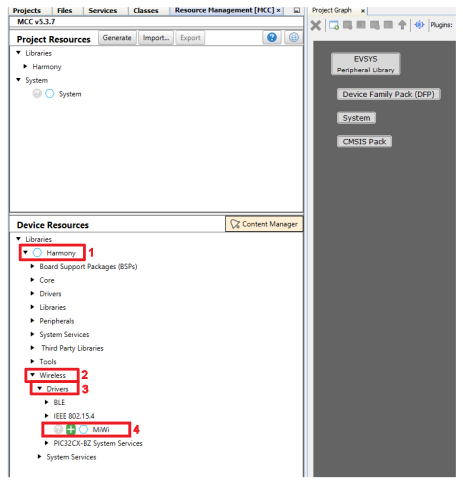 Projects Files Services Classes Resource Management [MCC] ×
MCC v5.3.7
Project Resources Generate Import... Export ?
Libraries
Harmony
System
System
Device Resources Content Manager
Libraries
Harmony 1
Board Support Packages (BSPs)
Core
Drivers
Libraries
Peripherals
System Services
Third Party Libraries
Tools
Wireless 2
Drivers 3
BLE
IEEE 802.15.4
MiWi 4
PIC32CX-BZ System Services
System Services
Project Graph ×
Plugins:
EVSYS
Peripheral Library
Device Family Pack (DFP)
System
CMSIS Pack